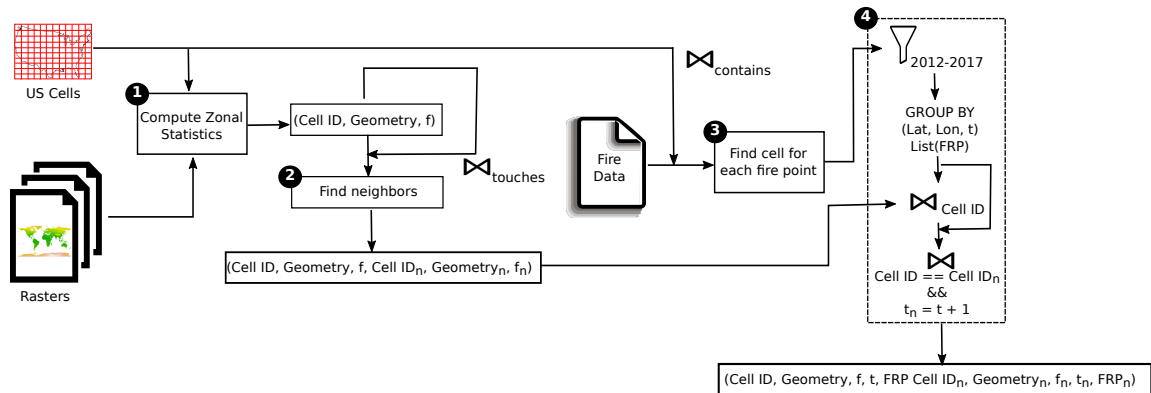 US Cells
Rasters
1
Compute Zonal
Statistics
(Cell ID, Geometry, f)
⋈touches
2
Find neighbors
(Cell ID, Geometry, f, Cell IDn, Geometryn, fn)
Fire
Data
⋈contains
3
Find cell for
each fire point
4
2012-2017
GROUP BY
(Lat, Lon, t)
List(FRP)
⋈ Cell ID
⋈
Cell ID == Cell IDn
&&
tn = t + 1
(Cell ID, Geometry, f, t, FRP Cell IDn, Geometryn, fn, tn, FRPn)